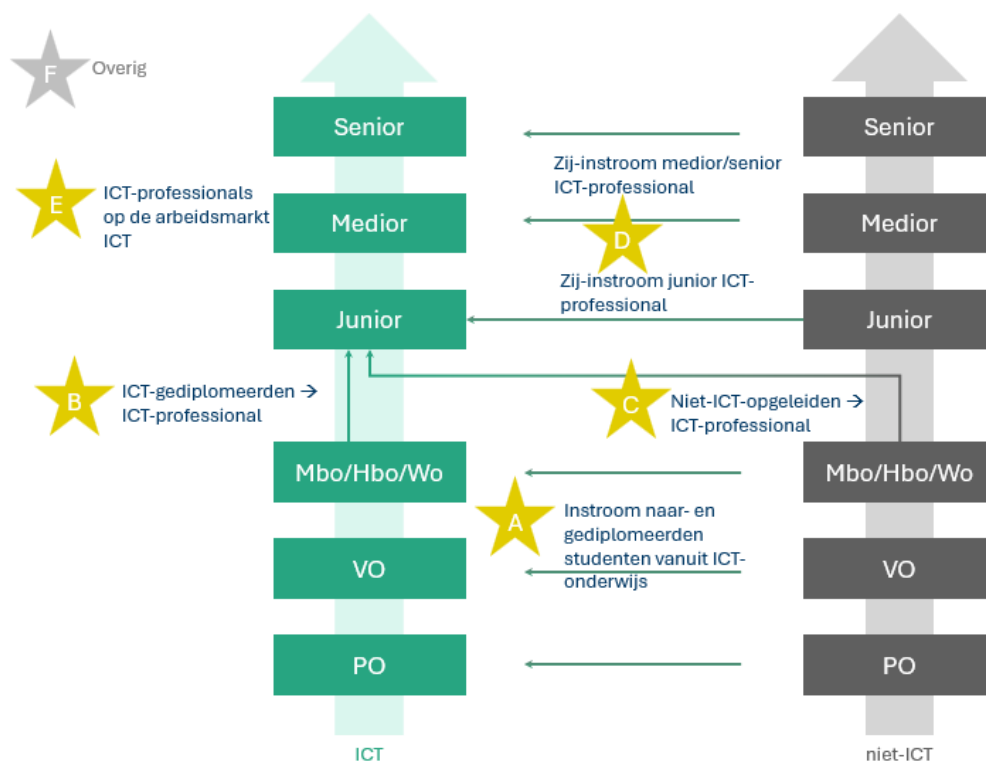 F
Overig
Senior
Senior
Zij-instroom medior/senior
ICT-professional
E
ICT-professionals
op de arbeidsmarkt
ICT
Medior
Medior
D
Zij-instroom junior ICT-
professional
Junior
Junior
B
ICT-gediplomeerden →
ICT-professional
C
Niet-ICT-opgeleiden →
ICT-professional
Mbo/Hbo/Wo
Mbo/Hbo/Wo
A
Instroom naar- en
gediplomeerden
studenten vanuit ICT-
onderwijs
VO
VO
PO
PO
ICT
niet-ICT